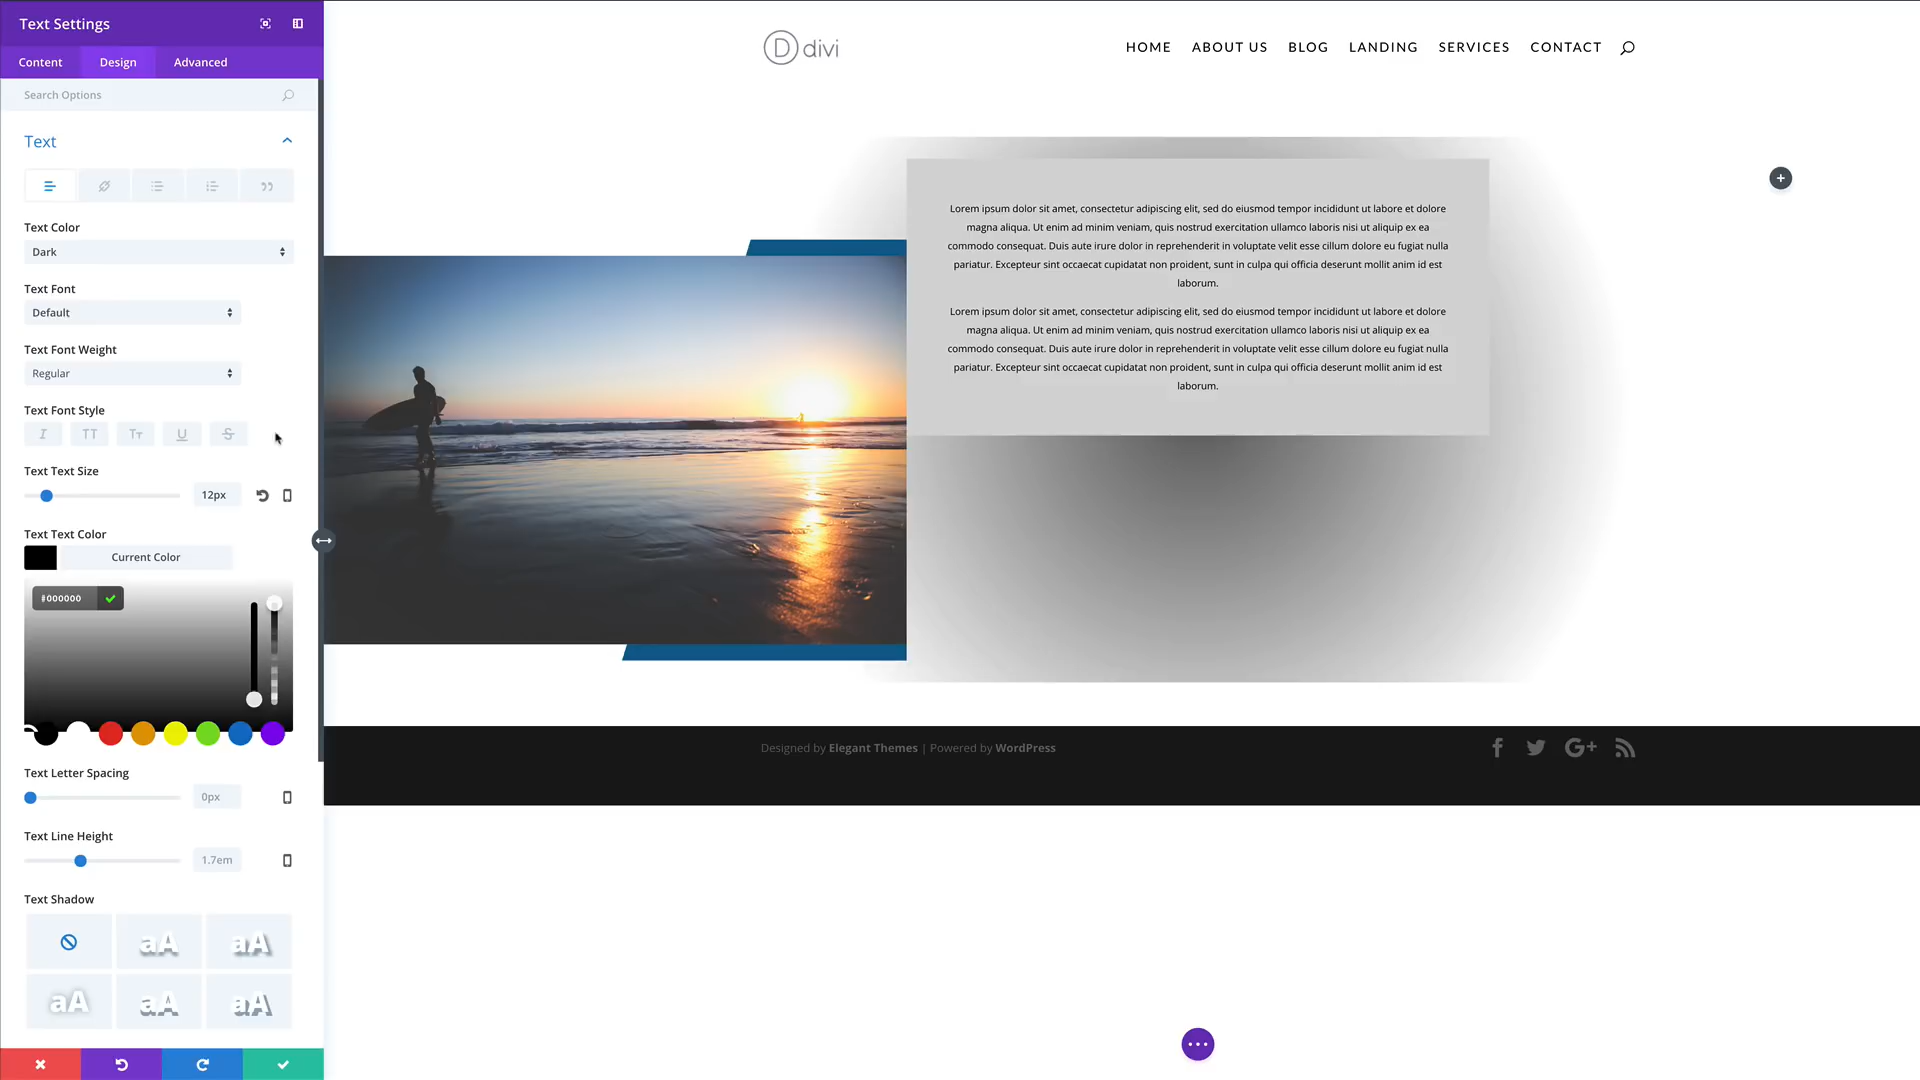 Text Settings
Content
Design
Advanced
Search Options
Text
Text Color
Dark
Text Font
Default
Text Font Weight
Regular
Text Font Style
I
TT
TT
U
S
Text Text Size
12px
Text Text Color
Current Color
#000000
Text Letter Spacing
0px
Text Line Height
1.7em
Text Shadow
aA
aA
aA
aA
aA
D divi
HOME
ABOUT US
BLOG
LANDING
SERVICES
CONTACT
Lorem ipsum dolor sit amet, consectetur adipiscing elit, sed do eiusmod tempor incididunt ut labore et dolore
magna aliqua. Ut enim ad minim veniam, quis nostrud exercitation ullamco laboris nisi ut aliquip ex ea
commodo consequat. Duis aute irure dolor in reprehenderit in voluptate velit esse cillum dolore eu fugiat nulla
pariatur. Excepteur sint occaecat cupidatat non proident, sunt in culpa qui officia deserunt mollit anim id est
laborum.
Lorem ipsum dolor sit amet, consectetur adipiscing elit, sed do eiusmod tempor incididunt ut labore et dolore
magna aliqua. Ut enim ad minim veniam, quis nostrud exercitation ullamco laboris nisi ut aliquip ex ea
commodo consequat. Duis aute irure dolor in reprehenderit in voluptate velit esse cillum dolore eu fugiat nulla
pariatur. Excepteur sint occaecat cupidatat non proident, sunt in culpa qui officia deserunt mollit anim id est
laborum.
Designed by Elegant Themes | Powered by WordPress